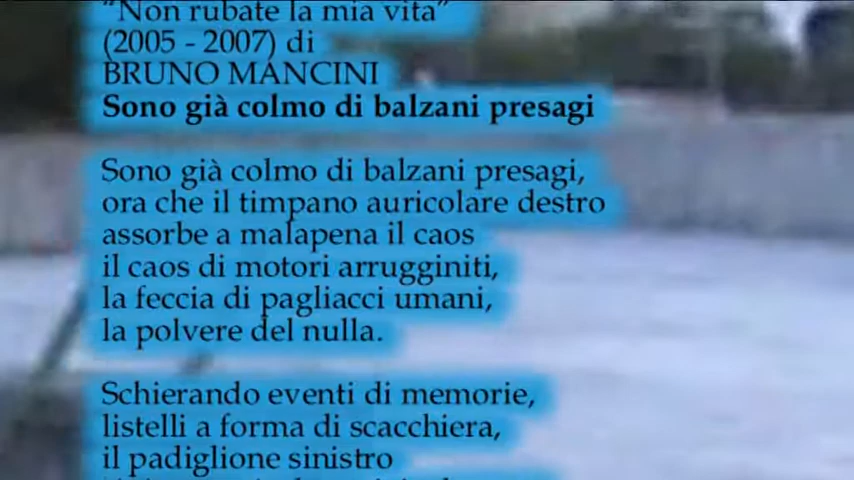 “Non rubate la mia vita”
(2005 - 2007) di
BRUNO MANCINI
Sono già colmo di balzani presagi
Sono già colmo di balzani presagi,
ora che il timpano auricolare destro
assorbe a malapena il caos
il caos di motori arrugginiti,
la feccia di pagliacci umani,
la polvere del nulla.
Schierando eventi di memorie,
listelli a forma di scacchiera,
il padiglione sinistro